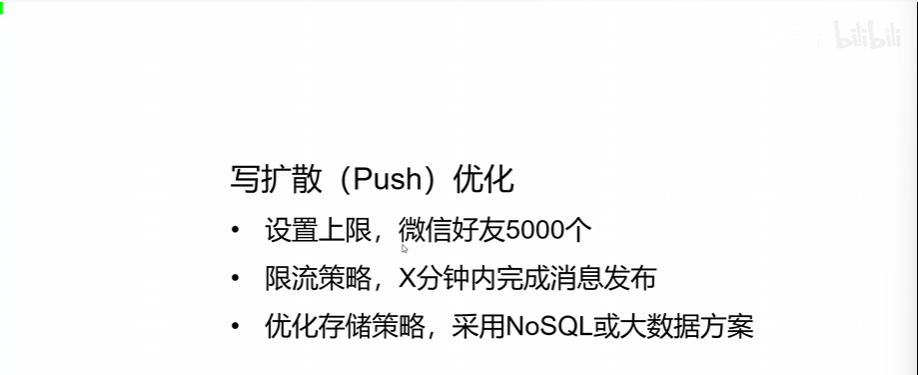 bilibili
写扩散（Push）优化
• 设置上限，微信好友5000个
• 限流策略，X分钟内完成消息发布
• 优化存储策略，采用NoSQL或大数据方案